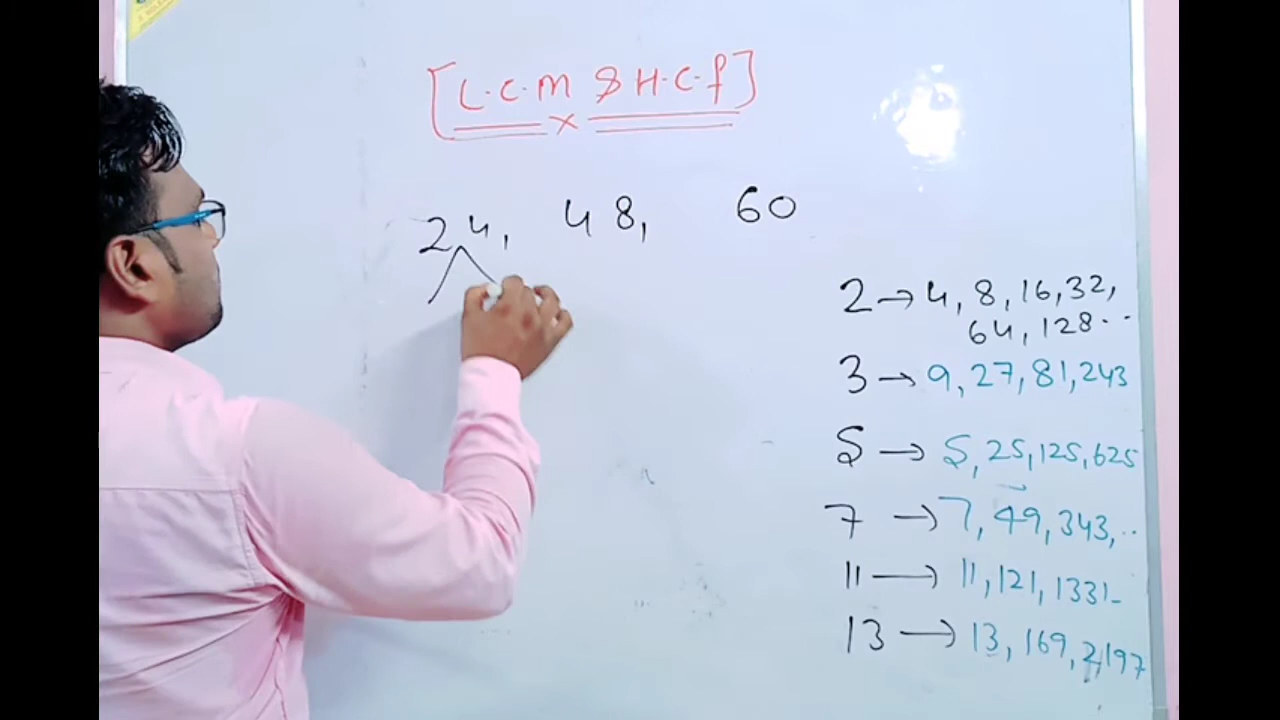 [L.C.M & H.C.f]
x
24, 48, 60
2→4, 8, 16, 32,
64, 128..
3→9, 27, 81, 243
5→5, 25, 125, 625
7→7, 49, 343,..
11→11, 121, 1331-
13→13, 169, 2197